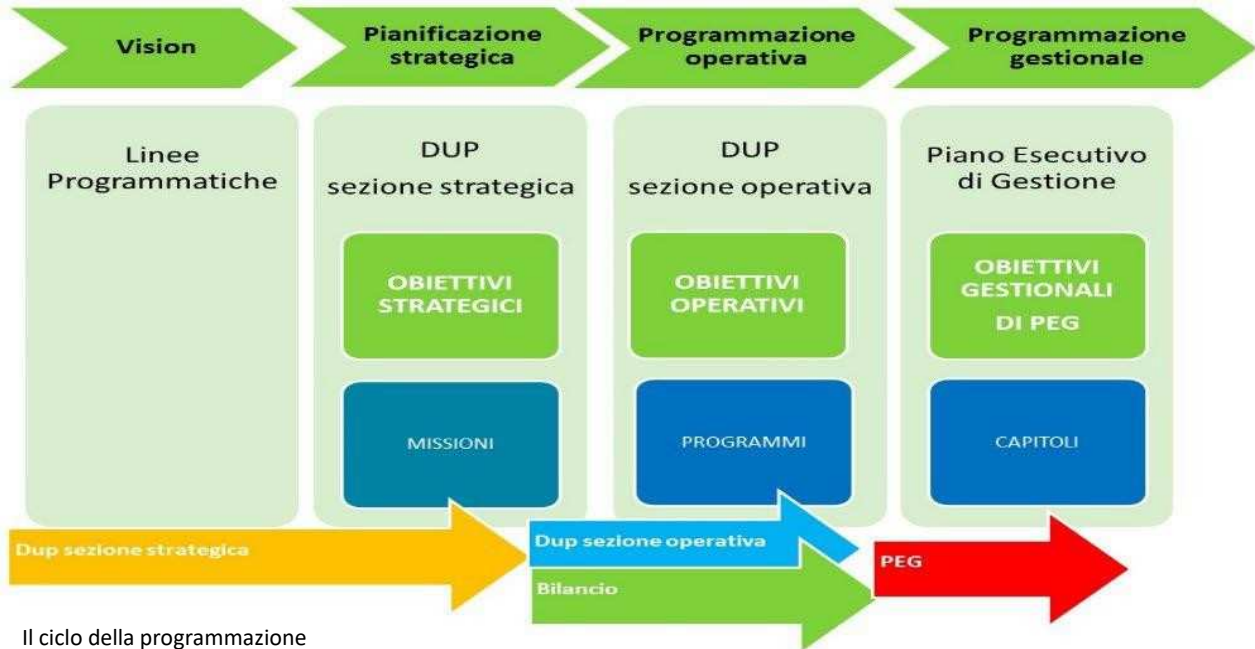 Vision
Pianificazione
strategica
Programmazione
operativa
Programmazione
gestionale
Linee
Programmatiche
DUP
sezione strategica
OBIETTIVI
STRATEGICI
MISSIONI
DUP
sezione operativa
OBIETTIVI
OPERATIVI
PROGRAMMI
Piano Esecutivo
di Gestione
OBIETTIVI
GESTIONALI
DI PEG
CAPITOLI
Dup sezione strategica
Dup sezione operativa
Bilancio
PEG
Il ciclo della programmazione